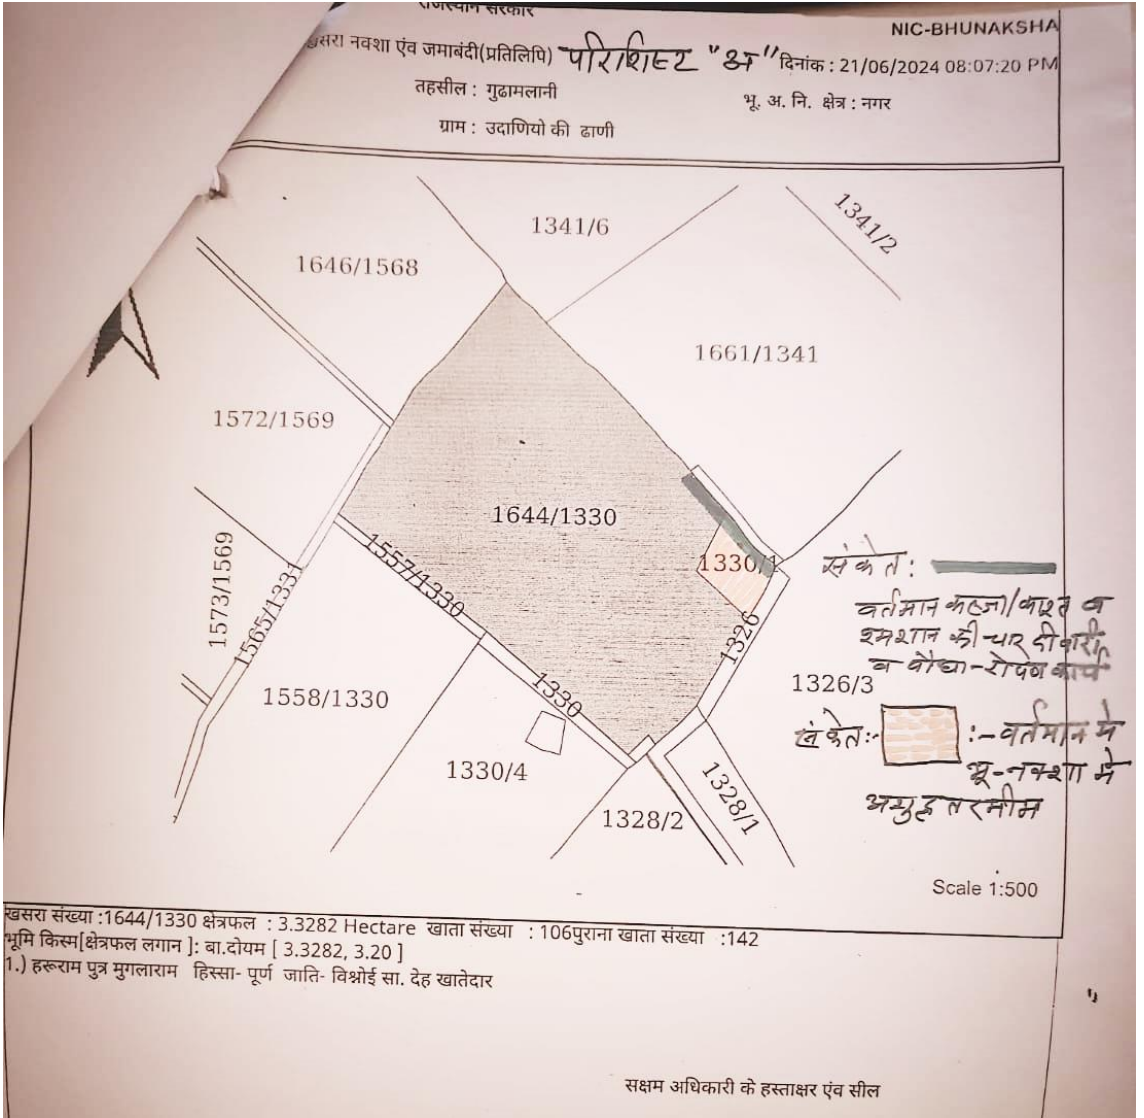 राजस्थान सरकार
NIC-BHUNAKSHA
खसरा नक्शा एंव जमाबंदी(प्रतिलिपि) परिशिष्ट "अ" दिनांक : 21/06/2024 08:07:20 PM
तहसील : गुढामलानी
भू. अ. नि. क्षेत्र : नगर
ग्राम : उदाणियो की ढाणी
1341/6
1341/2
1646/1568
1661/1341
1572/1569
1644/1330
1330/1
1557/1330
1573/1569
1565/1331
1326
संकेत :
वर्तमान कब्जा/काश्त व
श्मशान की चार दीवारी
व पौधा-रोपण कार्य
1326/3
1558/1330
1330
संकेत :- :- वर्तमान मे
भू-नक्शा मे
तरमीम
1330/4
1328/1
1328/2
Scale 1:500
खसरा संख्या :1644/1330 क्षेत्रफल : 3.3282 Hectare खाता संख्या : 106पुराना खाता संख्या :142
भूमि किस्म[क्षेत्रफल लगान ]: बा.दोयम [ 3.3282, 3.20 ]
1.) हरूराम पुत्र मुगलाराम हिस्सा- पूर्ण जाति- विश्नोई सा. देह खातेदार
सक्षम अधिकारी के हस्ताक्षर एंव सील